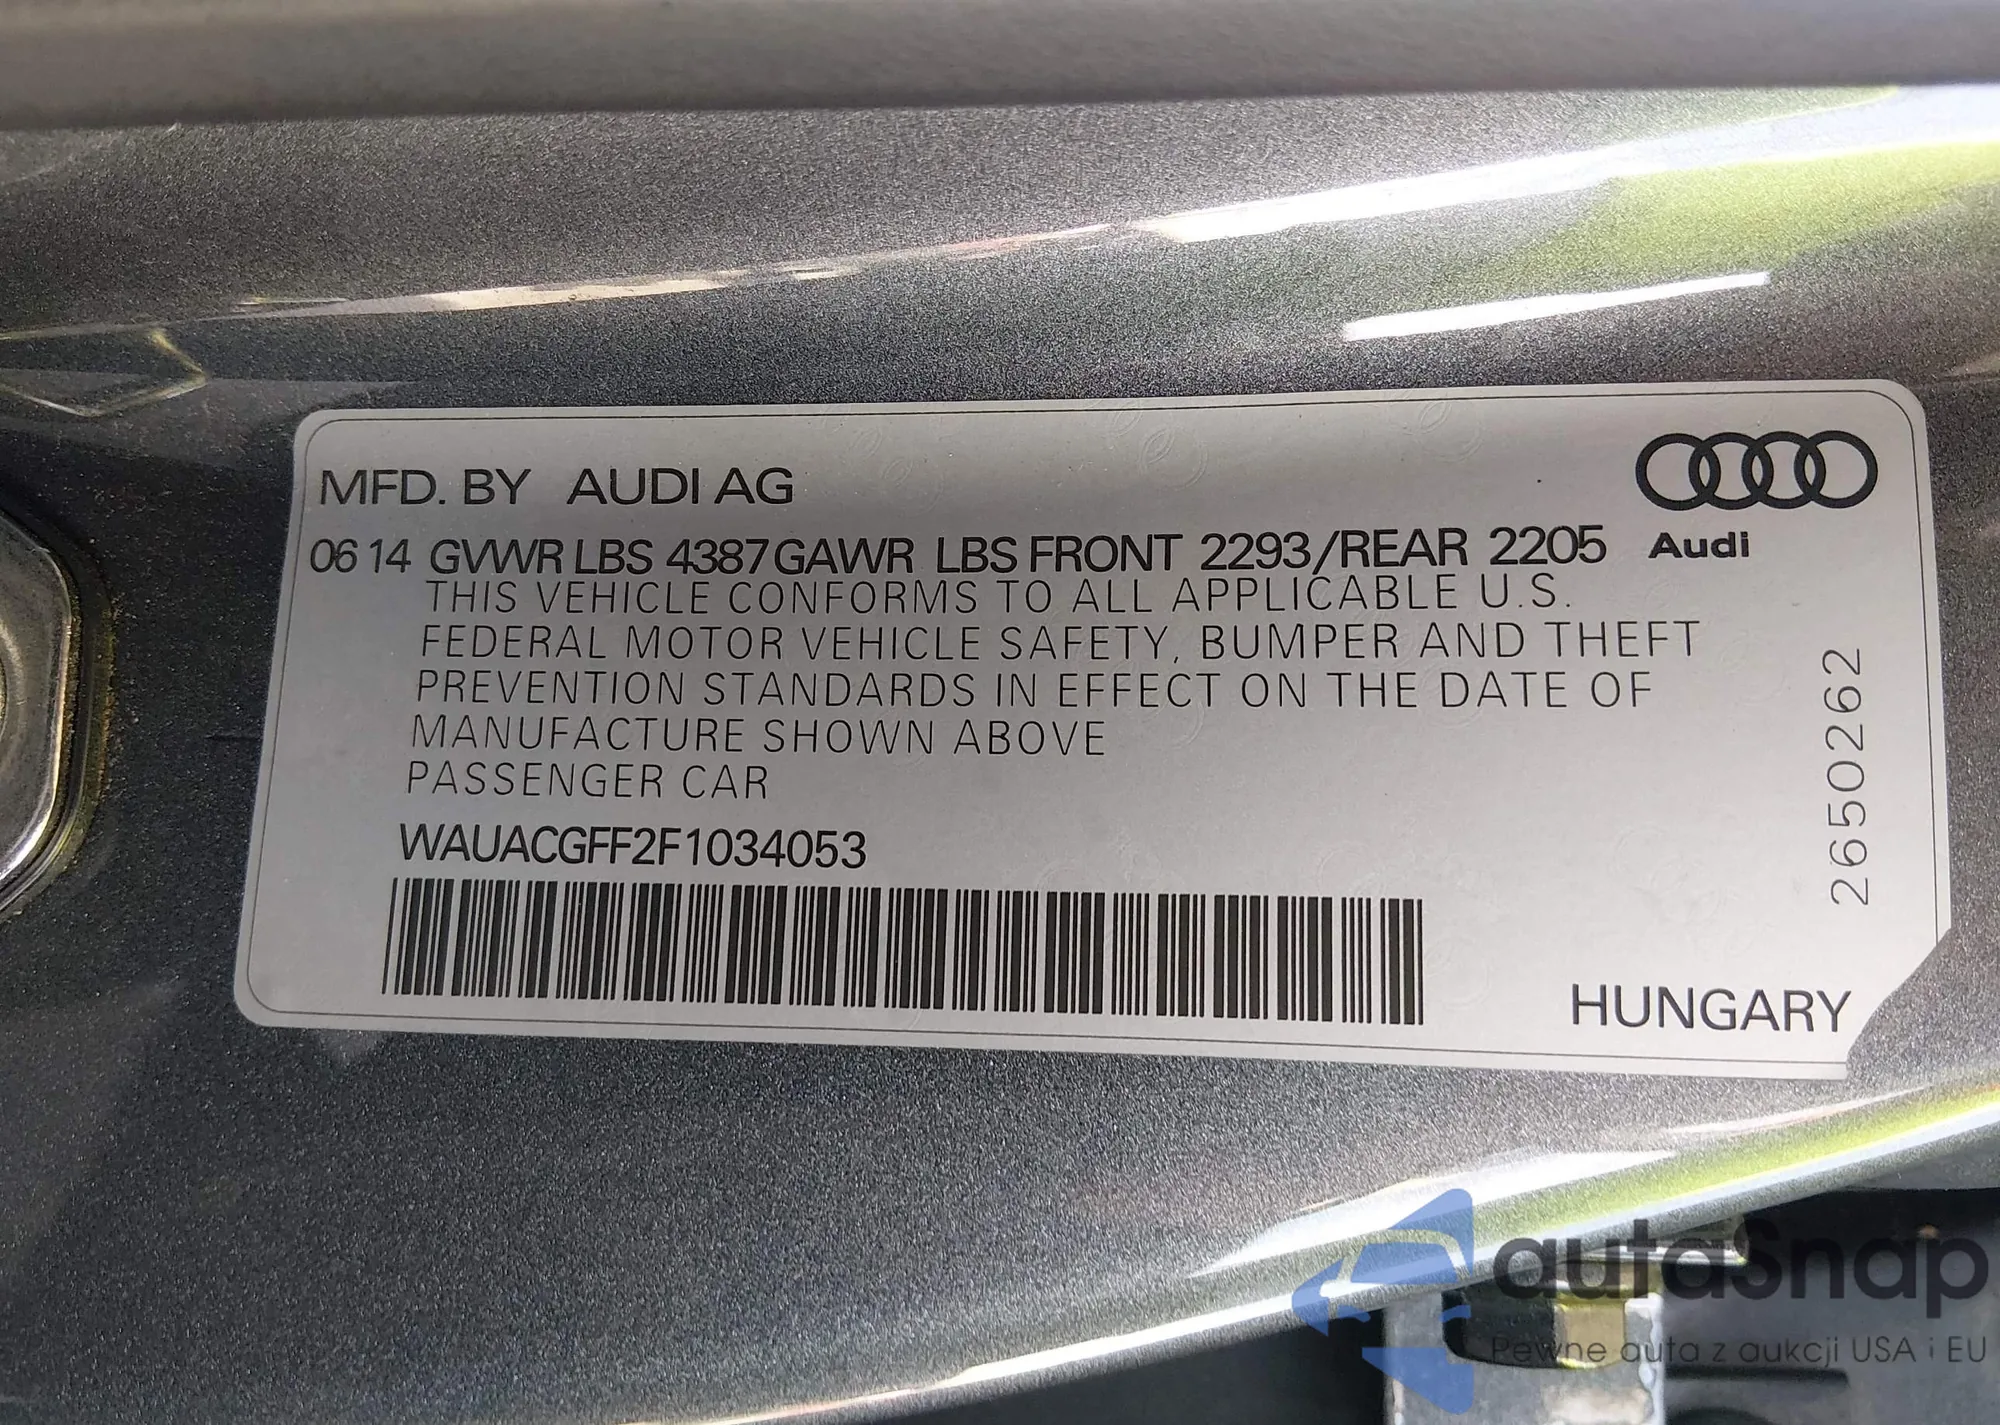 MFD. BY AUDI AG
06 14 GVWR LBS 4387 GAWR LBS FRONT 2293/REAR 2205
Audi
THIS VEHICLE CONFORMS TO ALL APPLICABLE U.S.
FEDERAL MOTOR VEHICLE SAFETY, BUMPER AND THEFT
PREVENTION STANDARDS IN EFFECT ON THE DATE OF
MANUFACTURE SHOWN ABOVE
PASSENGER CAR
WAUACGFF2F1034053
2650262
HUNGARY
autaSnap
Pewne auta z aukcji USA i EU